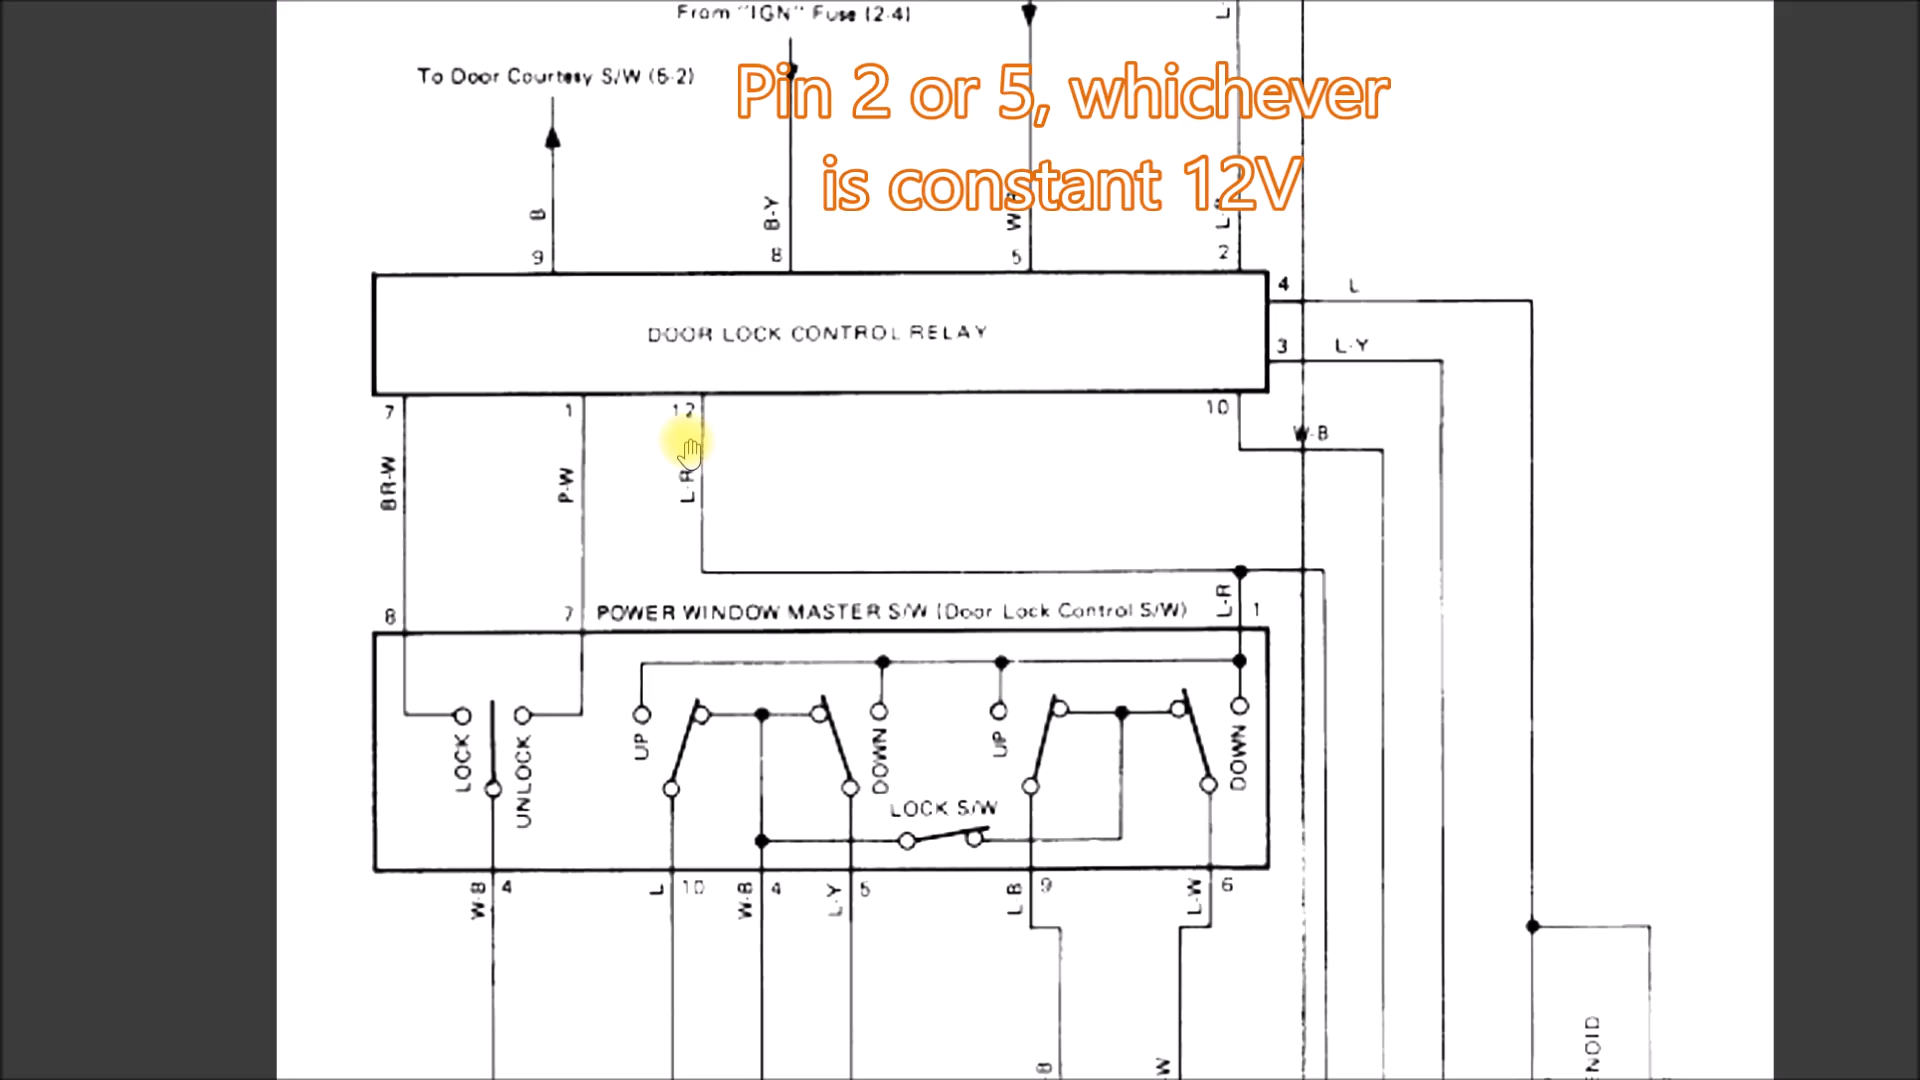 From "IGN" Fuse (2-4)
To Door Courtesy S/W (5-2)
Pin 2 or 5, whichever
is constant 12V
B
B-Y
9
8
5
2
4
L
DOOR LOCK CONTROL RELAY
3
L-Y
7
1
12
10
W-B
BR-W
P-W
L-R
L-R
8
7
POWER WINDOW MASTER S/W (Door Lock Control S/W)
1
LOCK
UNLOCK
UP
DOWN
UP
DOWN
LOCK S/W
W-B
4
L
10
W-B
4
L-Y
5
L-B
9
L-W
6